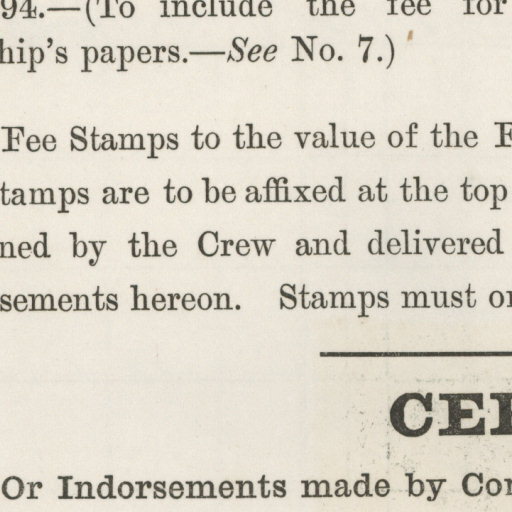 94.—(To include the fee for
hip's papers.—See No. 7.)
Fee Stamps to the value of the
tamps are to be affixed at the top
ned by the Crew and delivered
sements hereon. Stamps must
Or Indorsements made by